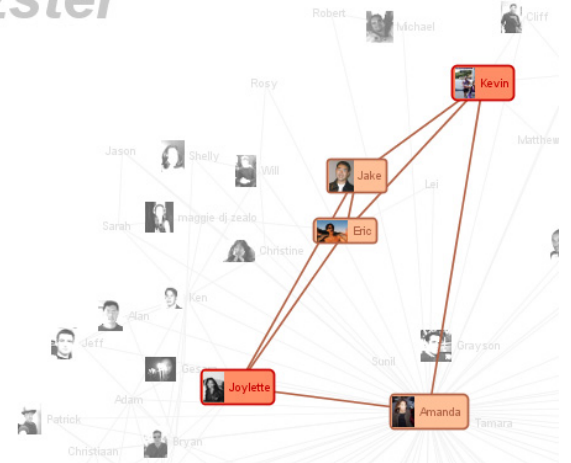 zster
Robert
Michael
Cliff
Kevin
Rosy
Matthew
Jason
Shelly
Will
Jake
Lei
maggie dj zealo
Sarah
Eric
Christine
Ken
Alan
Jeff
Grayson
Sunil
Joylette
Adam
Amanda
Patrick
Tamara
Christiaan
Bryan